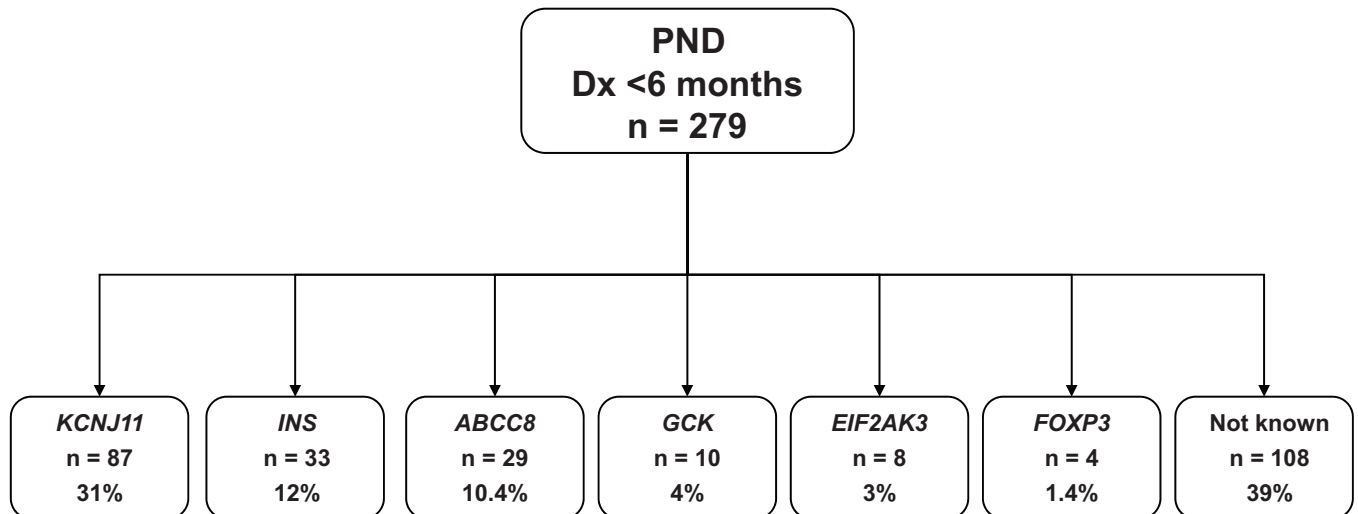 PND
Dx <6 months
n = 279
KCNJ11
n = 87
31%
INS
n = 33
12%
ABCC8
n = 29
10.4%
GCK
n = 10
4%
EIF2AK3
n = 8
3%
FOXP3
n = 4
1.4%
Not known
n = 108
39%